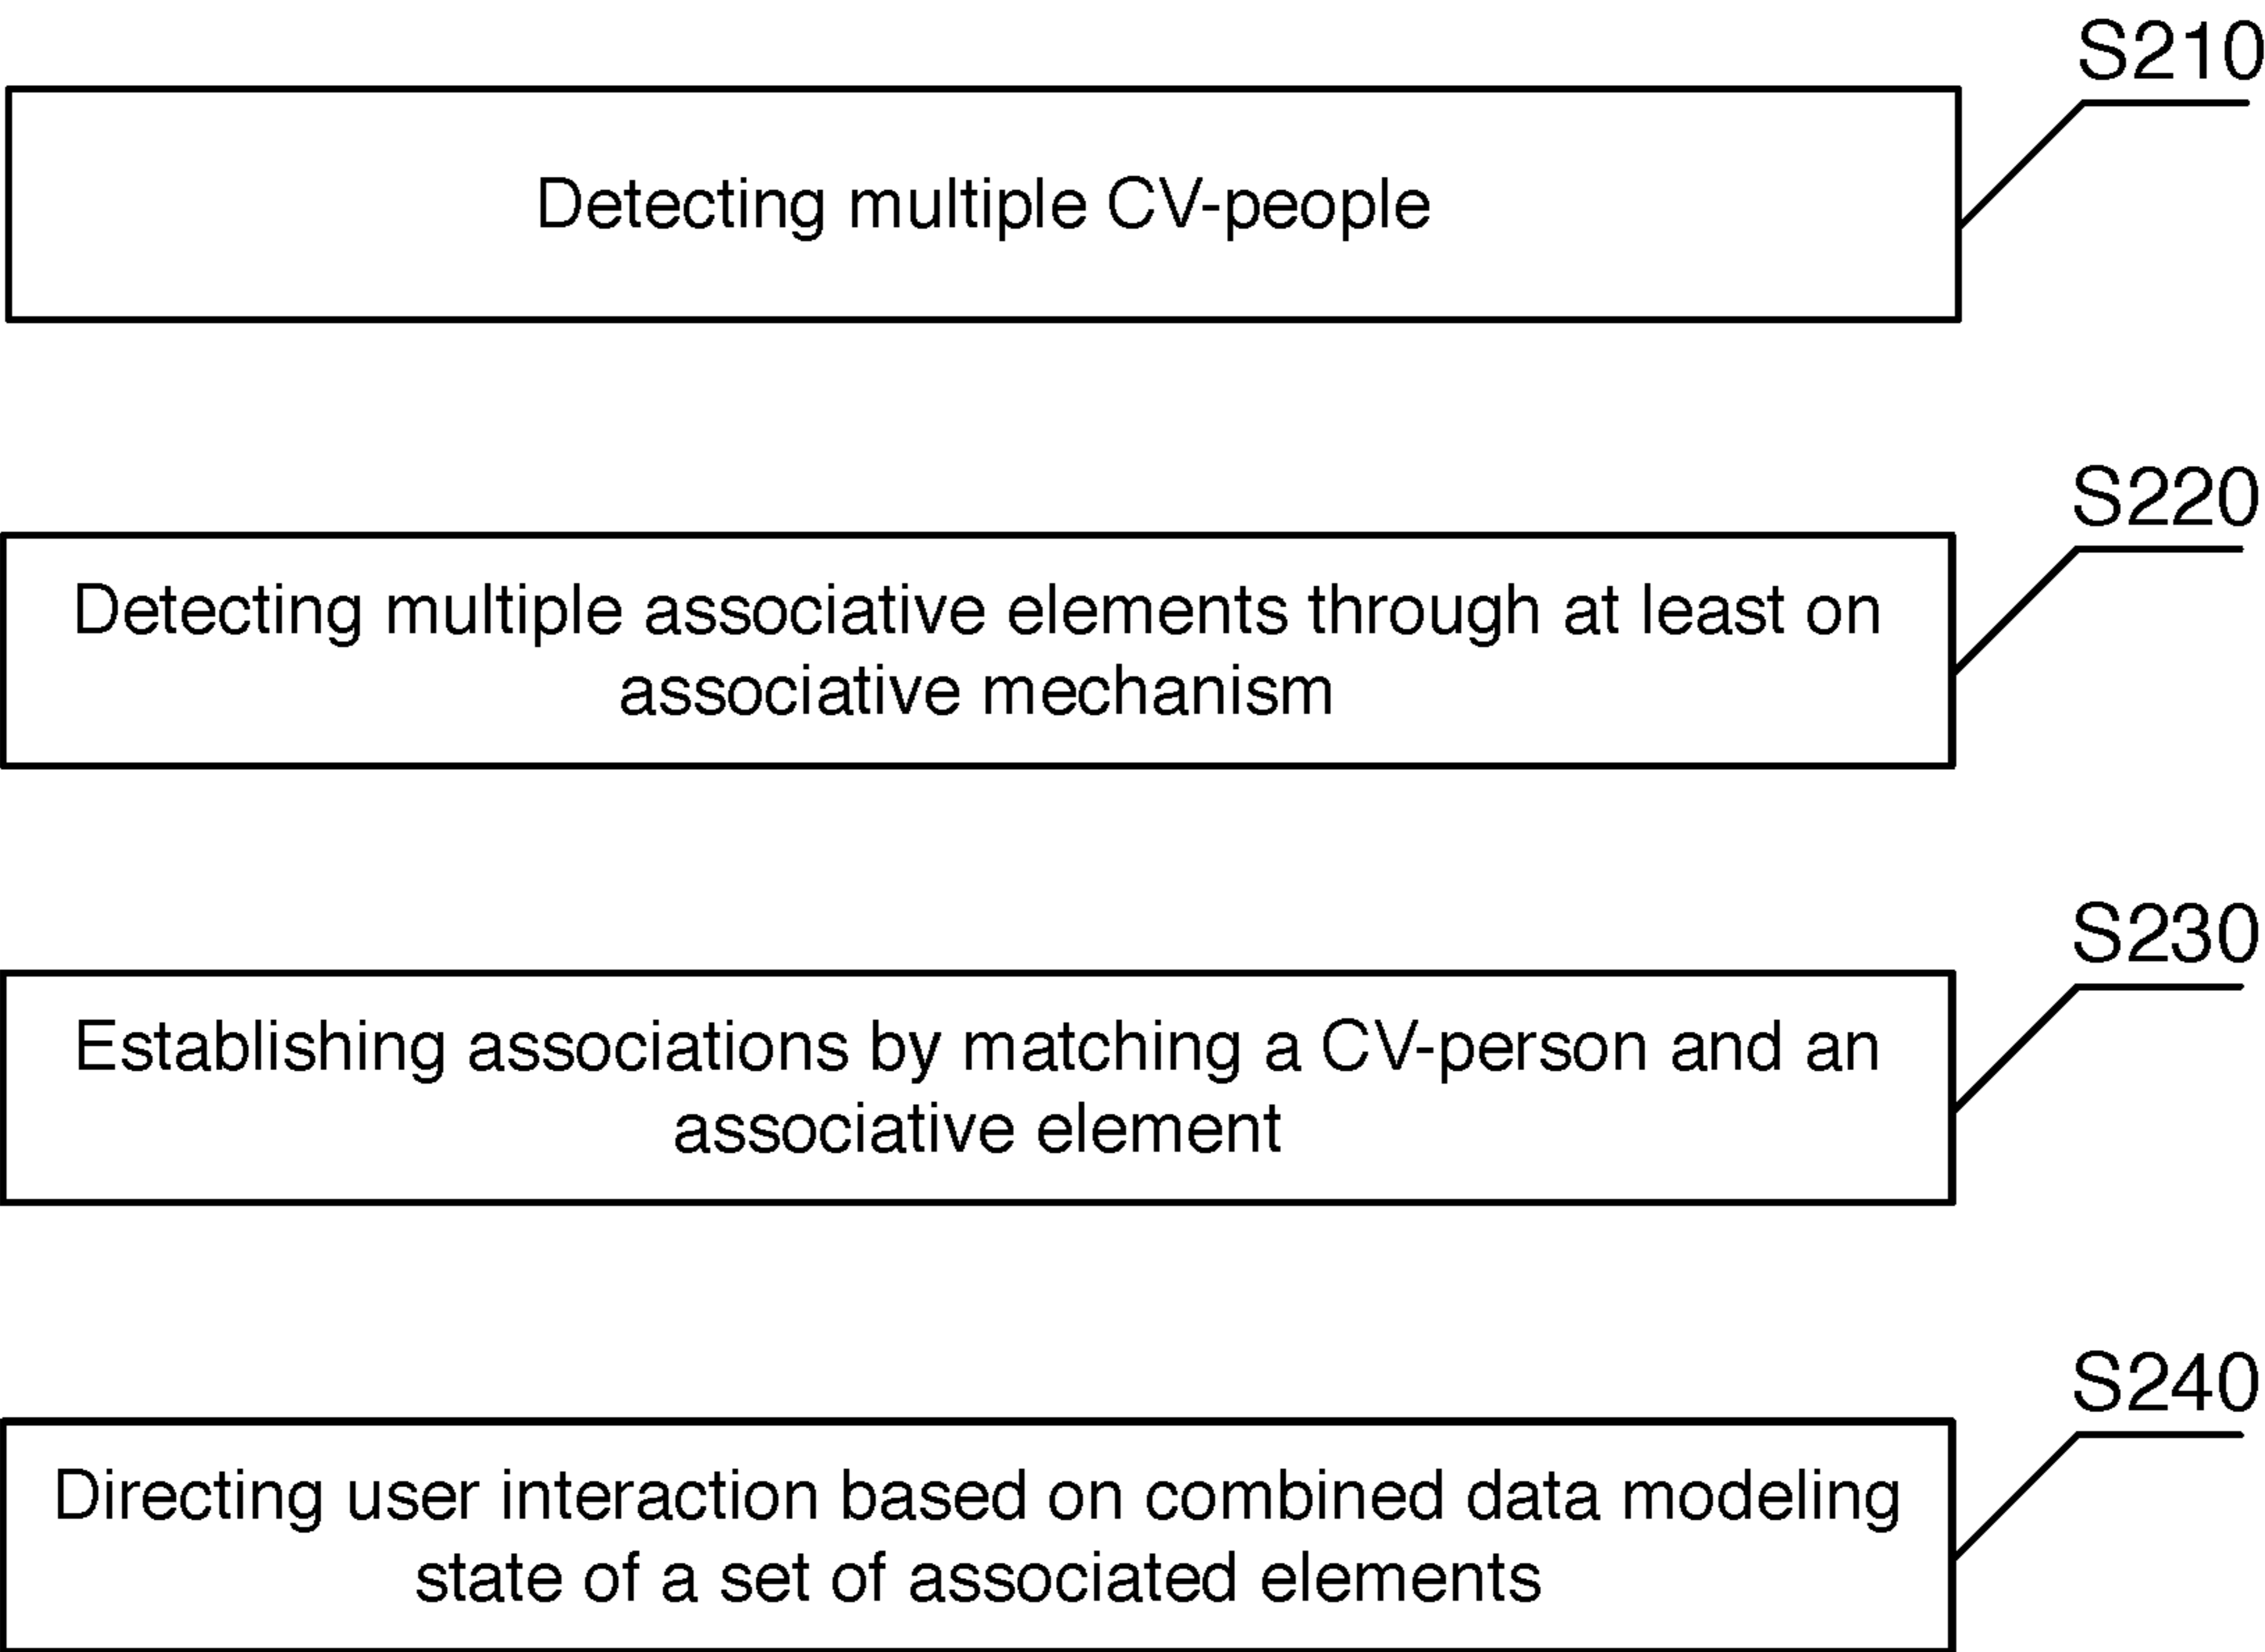 S210
Detecting multiple CV-people
S220
Detecting multiple associative elements through at least on
associative mechanism
S230
Establishing associations by matching a CV-person and an
associative element
S240
Directing user interaction based on combined data modeling
state of a set of associated elements